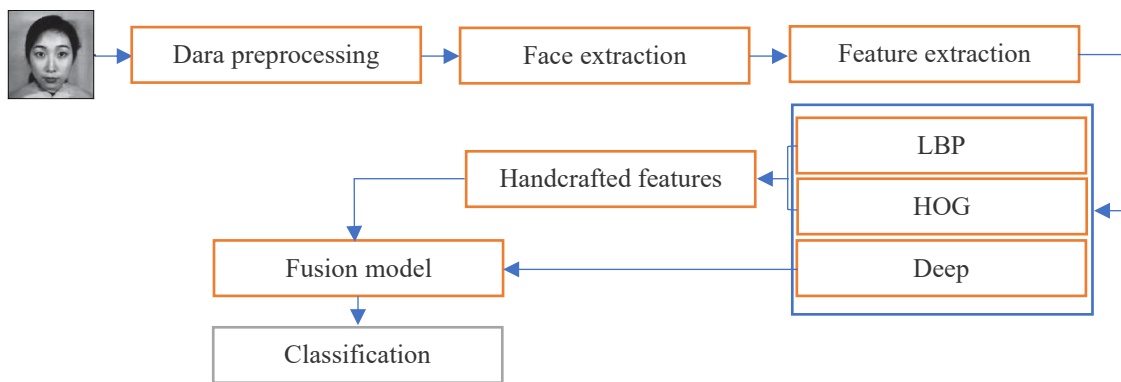 Dara preprocessing
Face extraction
Feature extraction
LBP
HOG
Deep
Handcrafted features
Fusion model
Classification